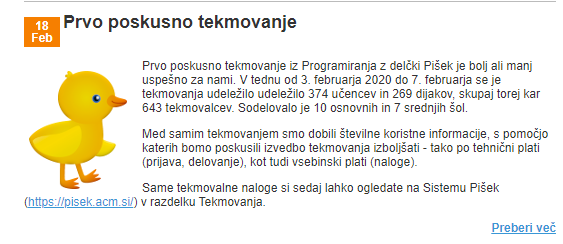 18
Feb
Prvo poskusno tekmovanje
Prvo poskusno tekmovanje iz Programiranja z delčki Pišek je bolj ali manj
uspešno za nami. V tednu od 3. februarja 2020 do 7. februarja se je
tekmovanja udeležilo udeležilo 374 učencev in 269 dijakov, skupaj torej kar
643 tekmovalcev. Sodelovalo je 10 osnovnih in 7 srednjih šol.
Med samim tekmovanjem smo dobili številne koristne informacije, s pomočjo
katerih bomo poskusili izvedbo tekmovanja izboljšati - tako po tehnični plati
(prijava, delovanje), kot tudi vsebinski plati (naloge).
Same tekmovalne naloge si sedaj lahko ogledate na Sistemu Pišek
(https://pisek.acm.si/) v razdelku Tekmovanja.
Preberi več